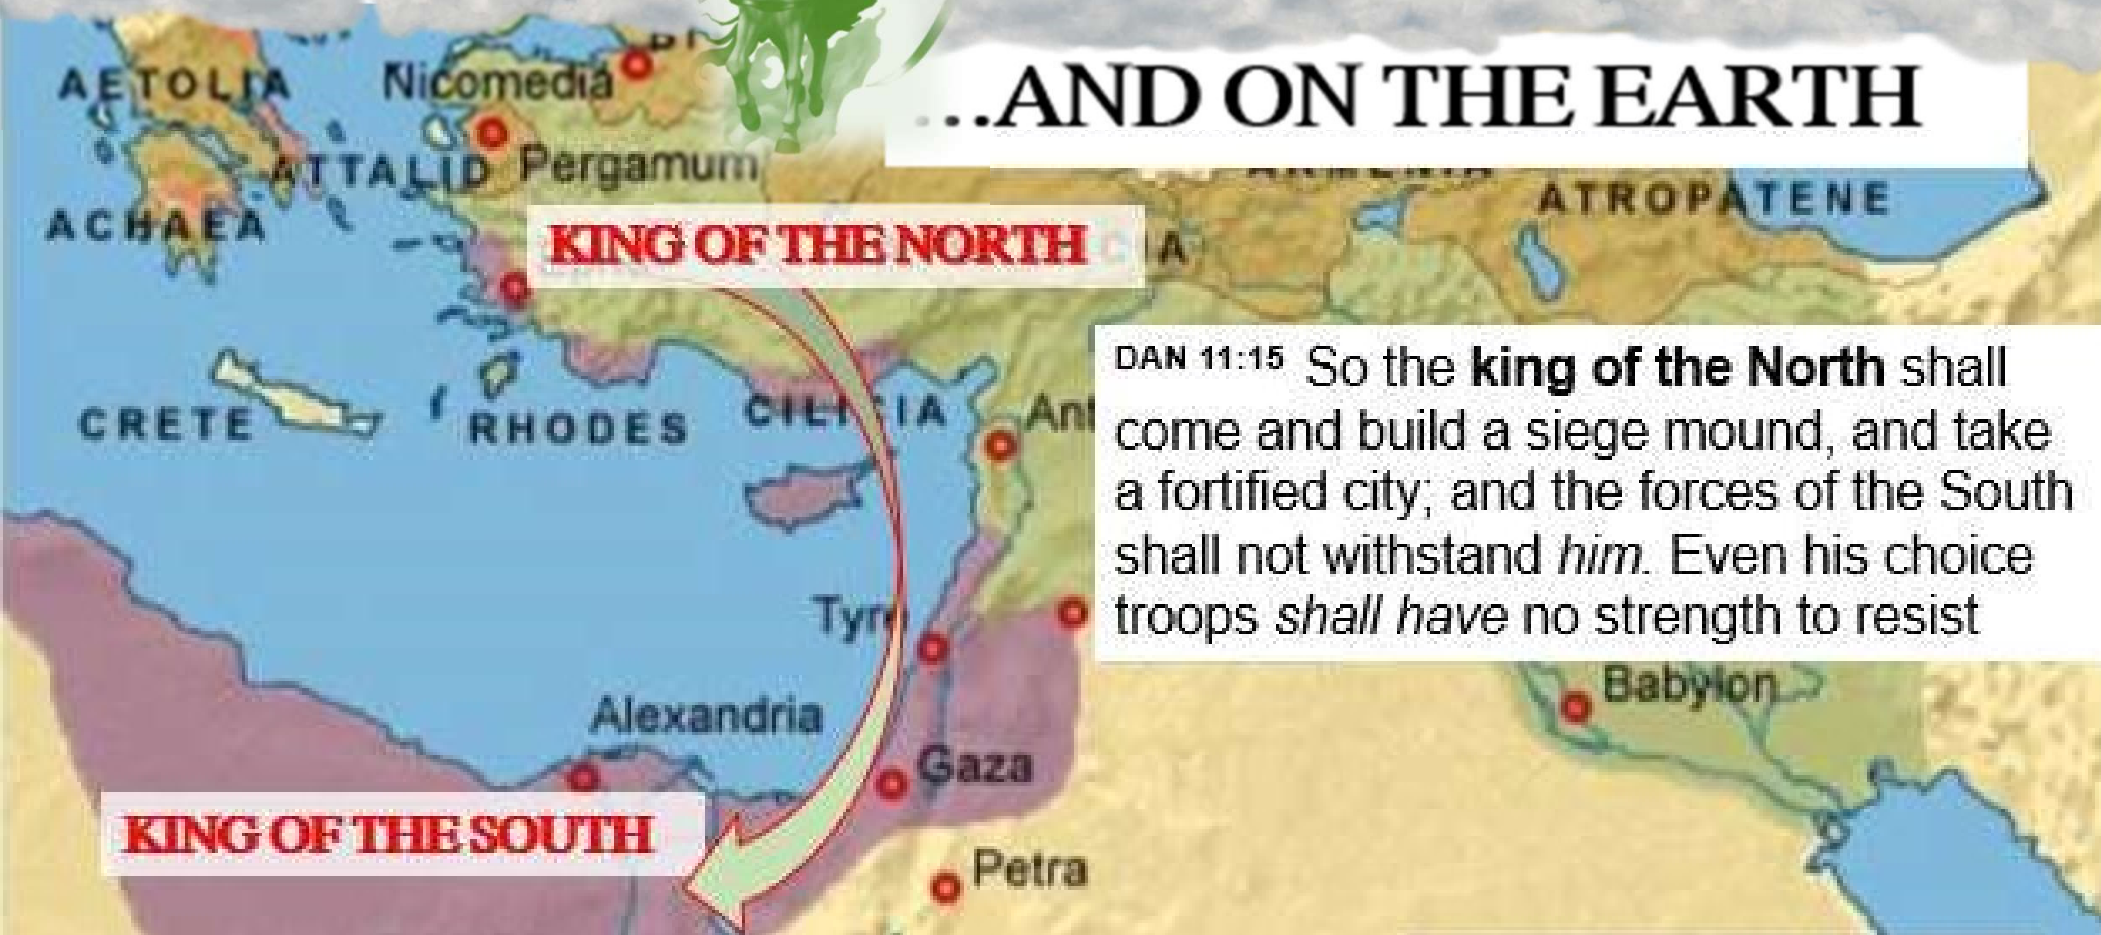 ...AND ON THE EARTH
AETOLIA
Nicomedia
ATTALID
Pergamum
ACHAEA
ATROPATENE
KING OF THE NORTH
DAN 11:15 So the king of the North shall
come and build a siege mound, and take
a fortified city; and the forces of the South
shall not withstand him. Even his choice
troops shall have no strength to resist
CRETE
RHODES
CILICIA
Ant
Tyre
Babylon
Alexandria
Gaza
KING OF THE SOUTH
Petra